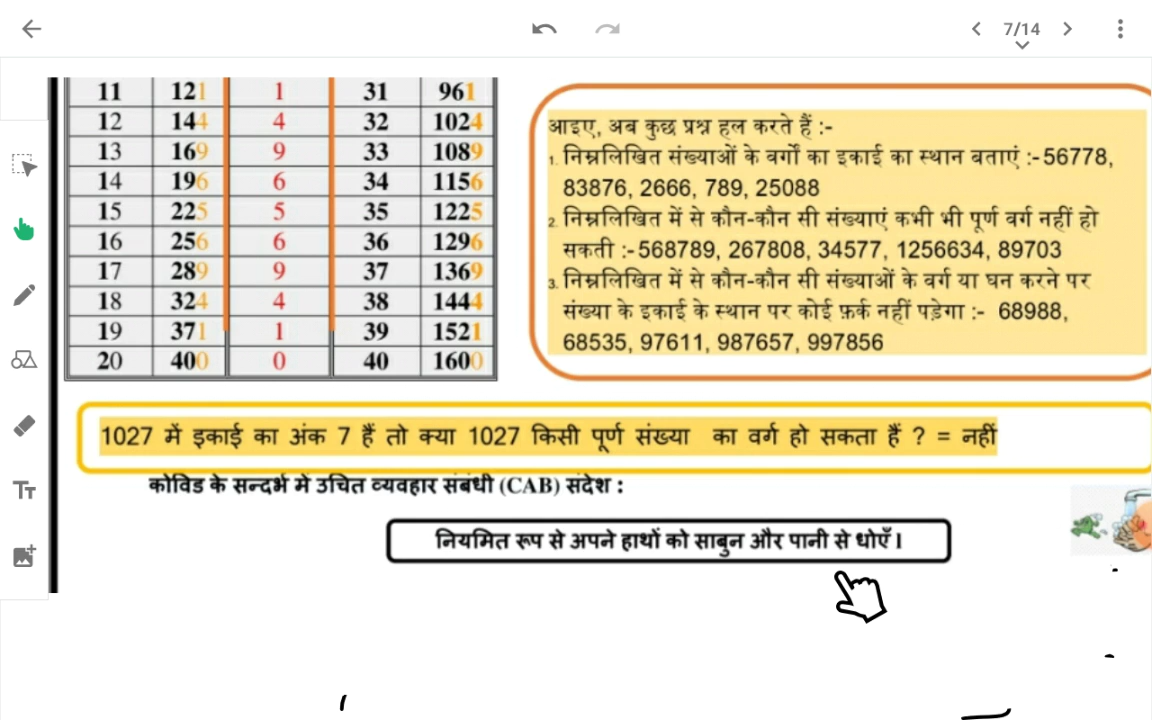 7/14
11 121 1 31 961
12 144 4 32 1024
13 169 9 33 1089
14 196 6 34 1156
15 225 5 35 1225
16 256 6 36 1296
17 289 9 37 1369
18 324 4 38 1444
19 371 1 39 1521
20 400 0 40 1600
आइए, अब कुछ प्रश्न हल करते हैं :-
1. निम्नलिखित संख्याओं के वर्गों का इकाई का स्थान बताएं :- 56778,
83876, 2666, 789, 25088
2. निम्नलिखित में से कौन-कौन सी संख्याएं कभी भी पूर्ण वर्ग नहीं हो
सकती :- 568789, 267808, 34577, 1256634, 89703
3. निम्नलिखित में से कौन-कौन सी संख्याओं के वर्ग या घन करने पर
संख्या के इकाई के स्थान पर कोई फ़र्क नहीं पड़ेगा :- 68988,
68535, 97611, 987657, 997856
1027 में इकाई का अंक 7 हैं तो क्या 1027 किसी पूर्ण संख्या का वर्ग हो सकता हैं ? = नहीं
कोविड के सन्दर्भ में उचित व्यवहार संबंधी (CAB) संदेश :
नियमित रूप से अपने हाथों को साबुन और पानी से धोएँ।
Tт